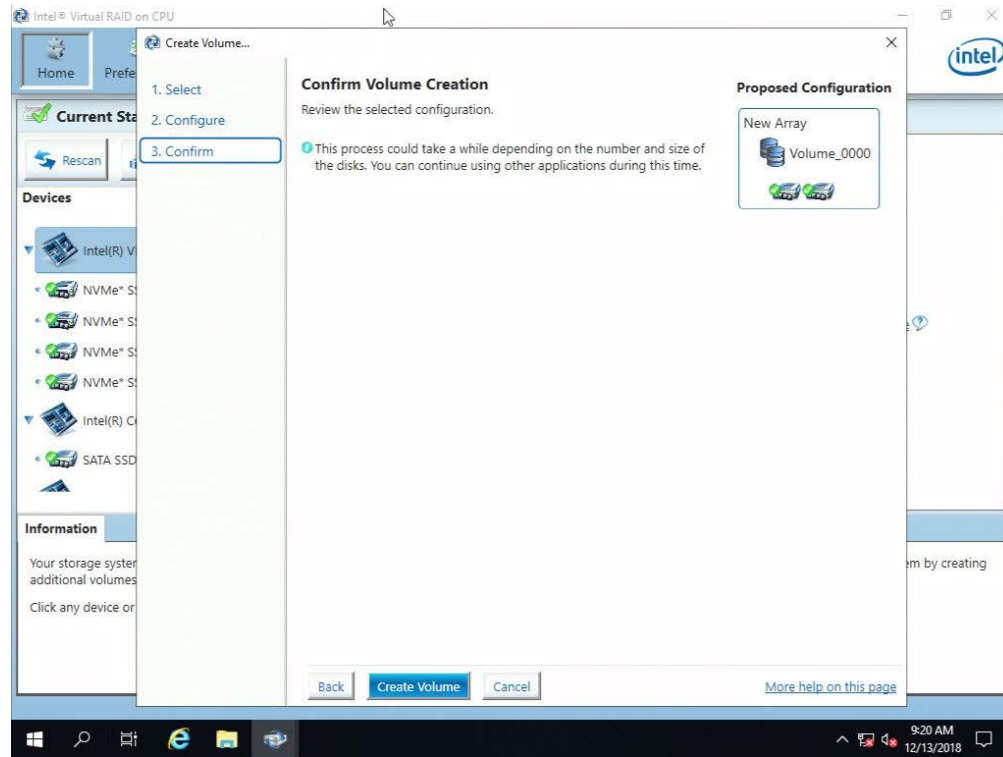 Intel® Virtual RAID on CPU
Home
intel
Current
Rescan
Devices
NVMe*
NVMe*
NVMe*
NVMe*
Intel(R)
Intel(R)
SATA SSD
Information
Your storage
additional volumes
Click any device or
by creating
Create Volume...
1. Select
2. Configure
3. Confirm
Confirm Volume Creation
Review the selected configuration.
This process could take a while depending on the number and size of
the disks. You can continue using other applications during this time.
Proposed Configuration
New Array
Volume_0000
Back
Create Volume
Cancel
More help on this page
9:20 AM
12/13/2018